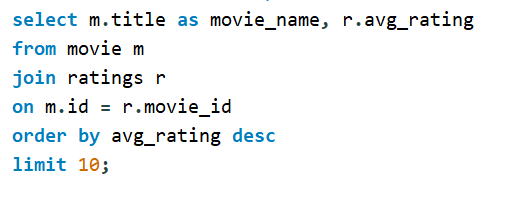 select m.title as movie_name, r.avg_rating
from movie m
join ratings r
on m.id = r.movie_id
order by avg_rating desc
limit 10;